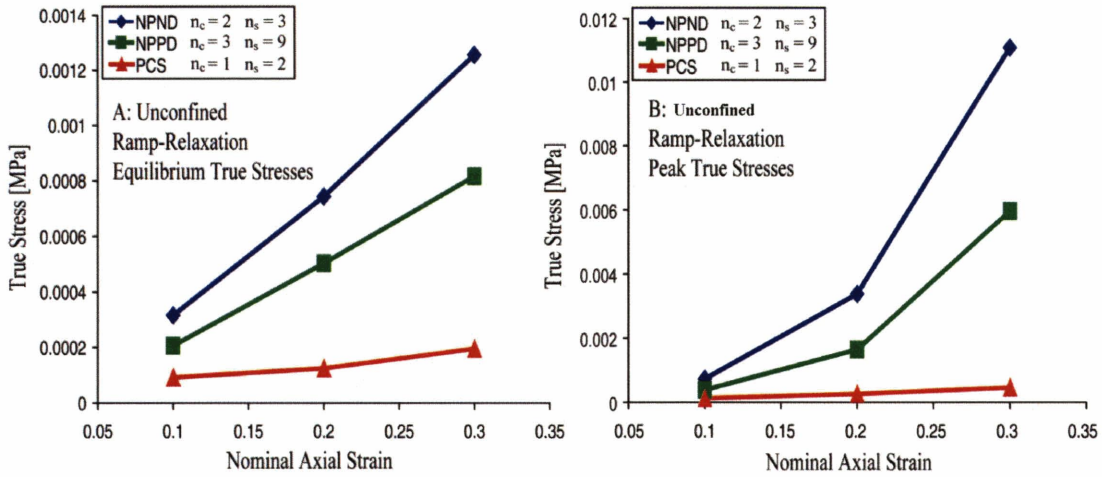 0.0014
0.0012
0.001
0.0008
0.0006
0.0004
0.0002
0
True Stress [MPa]
NPND n_c = 2 n_s = 3
NPPD n_c = 3 n_s = 9
PCS n_c = 1 n_s = 2
A: Unconfined
Ramp-Relaxation
Equilibrium True Stresses
0.05 0.1 0.15 0.2 0.25 0.3 0.35
Nominal Axial Strain
0.012
0.01
0.008
0.006
0.004
0.002
0
True Stress [MPa]
NPND n_c = 2 n_s = 3
NPPD n_c = 3 n_s = 9
PCS n_c = 1 n_s = 2
B: Unconfined
Ramp-Relaxation
Peak True Stresses
0.05 0.1 0.15 0.2 0.25 0.3 0.35
Nominal Axial Strain